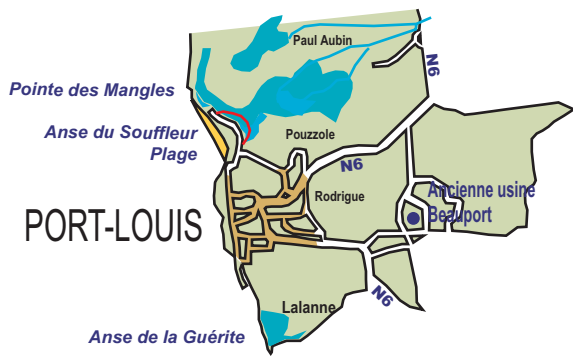 Paul Aubin
N6
Pointe des Mangles
Anse du Souffleur
Plage
Pouzzole
N6
Rodrigue
Ancienne usine
Beauport
PORT-LOUIS
N6
Lalanne
Anse de la Guérite